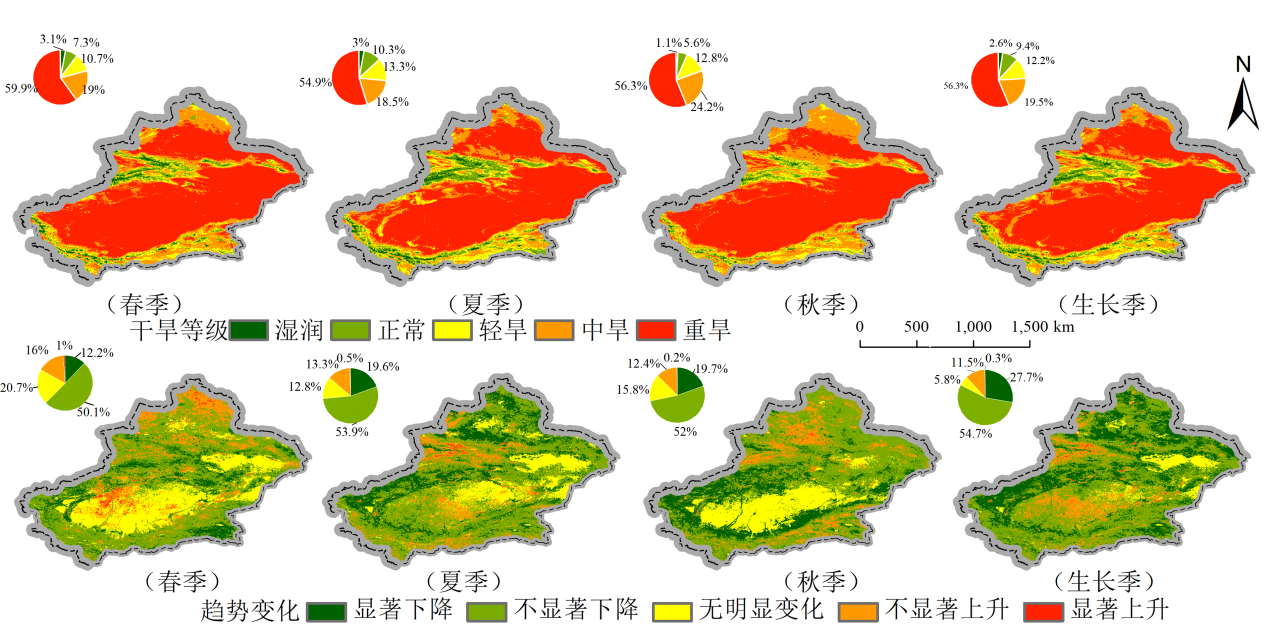 3.1% 7.3%
10.7%
59.9%
19%
3%
10.3%
13.3%
54.9%
18.5%
1.1% 5.6%
12.8%
56.3%
24.2%
2.6% 9.4%
12.2%
56.3%
19.5%
N
（春季）
（夏季）
（秋季）
（生长季）
干旱等级 湿润 正常 轻旱 中旱 重旱
0 500 1,000 1,500 km
16% 1% 12.2%
20.7%
50.1%
13.3% 0.5% 19.6%
12.8%
53.9%
12.4% 0.2% 19.7%
15.8%
52%
11.5% 0.3%
5.8% 27.7%
54.7%
（春季）
（夏季）
（秋季）
（生长季）
趋势变化 显著下降 不显著下降 无明显变化 不显著上升 显著上升